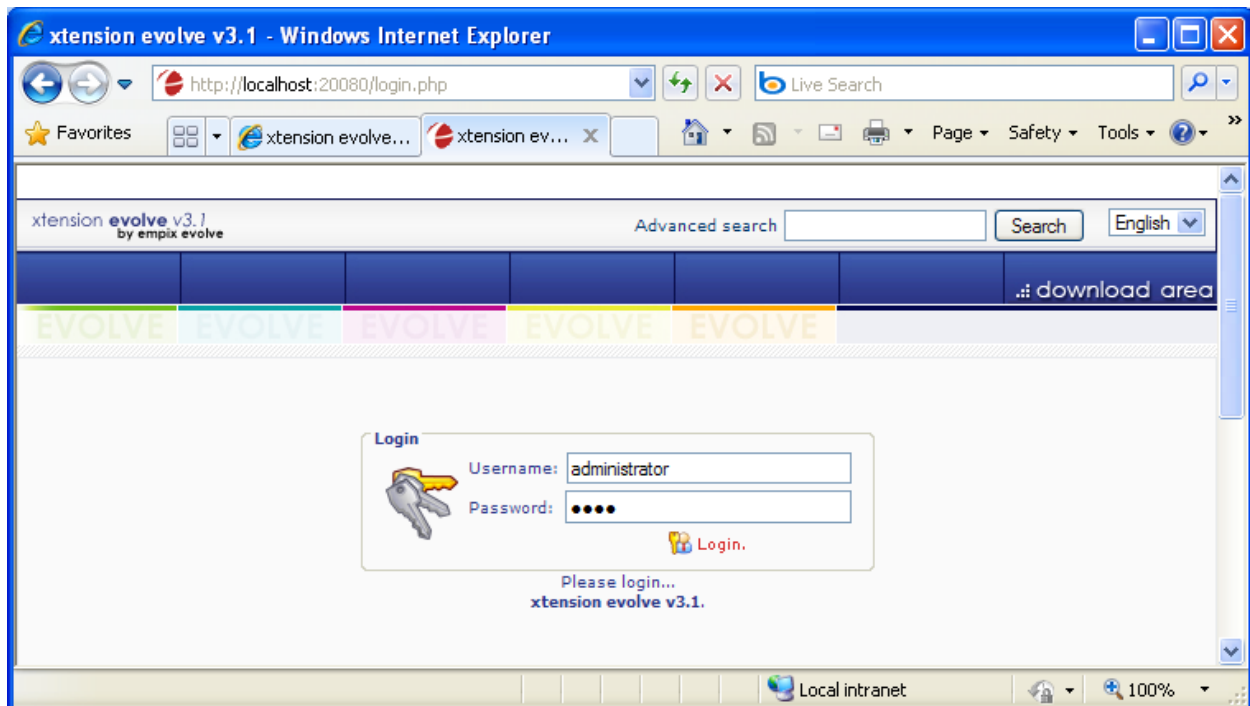 xtension evolve v3.1 - Windows Internet Explorer
http://localhost:20080/login.php
Live Search
Favorites
xtension evolve...
xtension ev...
Page
Safety
Tools
xtension evolve v3.1
by empix evolve
Advanced search
Search
English
.:: download area
EVOLVE EVOLVE EVOLVE EVOLVE EVOLVE
Login
Username: administrator
Password: ●●●●
Login.
Please login...
xtension evolve v3.1.
Local intranet
100%